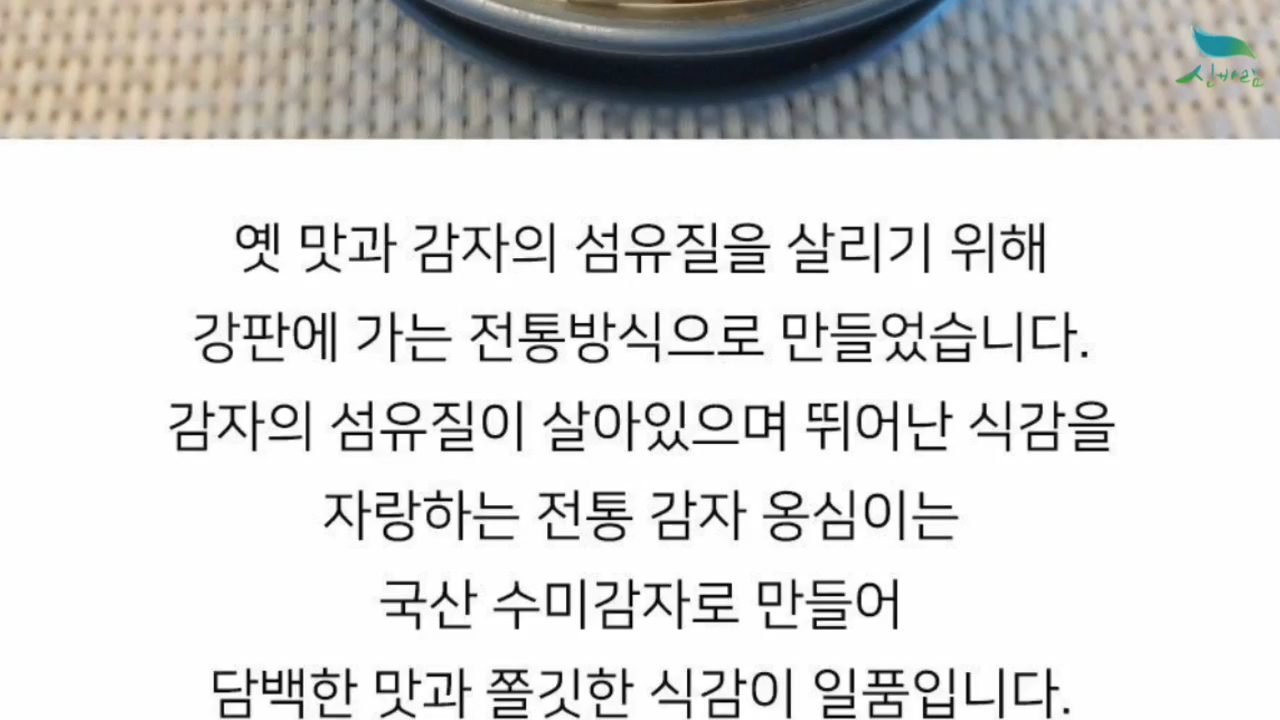 신바람
옛 맛과 감자의 섬유질을 살리기 위해
강판에 가는 전통방식으로 만들었습니다.
감자의 섬유질이 살아있으며 뛰어난 식감을
자랑하는 전통 감자 옹심이는
국산 수미감자로 만들어
담백한 맛과 쫄깃한 식감이 일품입니다.